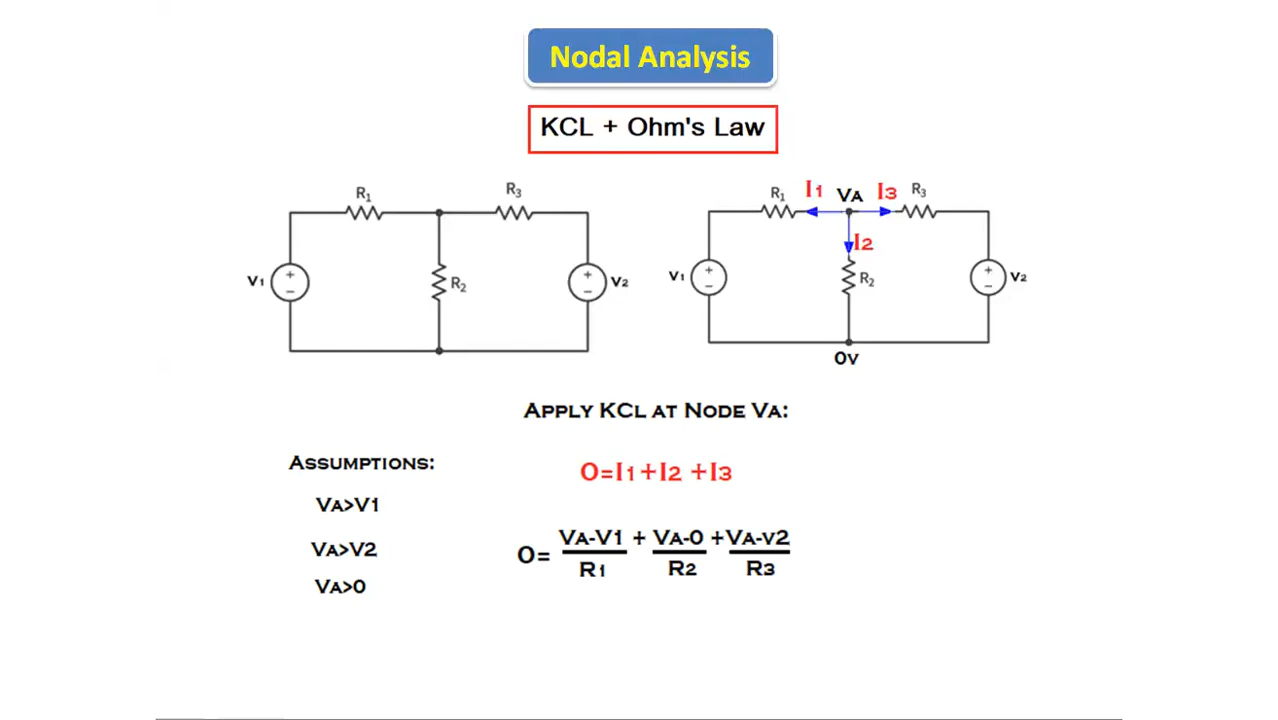 Nodal Analysis
KCL + Ohm's Law
R1
R3
V1
R2
V2
R1
I1
VA
I3
R3
I2
V1
R2
V2
0V
APPLY KCL AT NODE VA:
ASSUMPTIONS:
VA>V1
VA>V2
VA>0
0=I1+I2 +I3
0= VA-V1 + VA-0 +VA-V2
R1 R2 R3